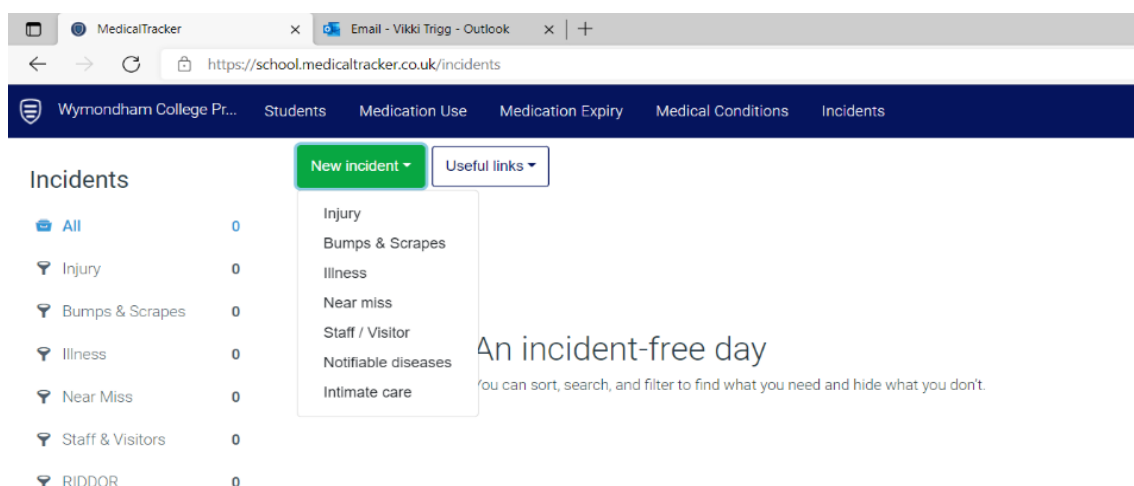 MedicalTracker
Email - Vikki Trigg - Outlook
https://school.medicaltracker.co.uk/incidents
Wymondham College Pr... Students Medication Use Medication Expiry Medical Conditions Incidents
Incidents
All 0
Injury 0
Bumps & Scrapes 0
Illness 0
Near Miss 0
Staff & Visitors 0
RIDDOR 0
New incident
Useful links
Injury
Bumps & Scrapes
Illness
Near miss
Staff / Visitor
Notifiable diseases
Intimate care
An incident-free day
You can sort, search, and filter to find what you need and hide what you don't.